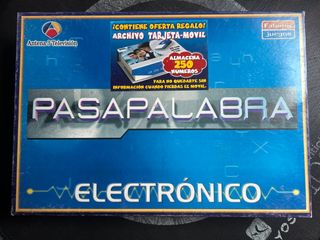 Antena 3 Televisión
¡CONTIENE OFERTA REGALO!
ARCHIVO TARJETA-MOVIL
ALMACENA
250
NUMEROS
PARA NO QUEDARTE SIN
INFORMACIÓN CUANDO PIERDAS EL MOVIL.
Falomir
juegos
PASAPALABRA
ELECTRÓNICO